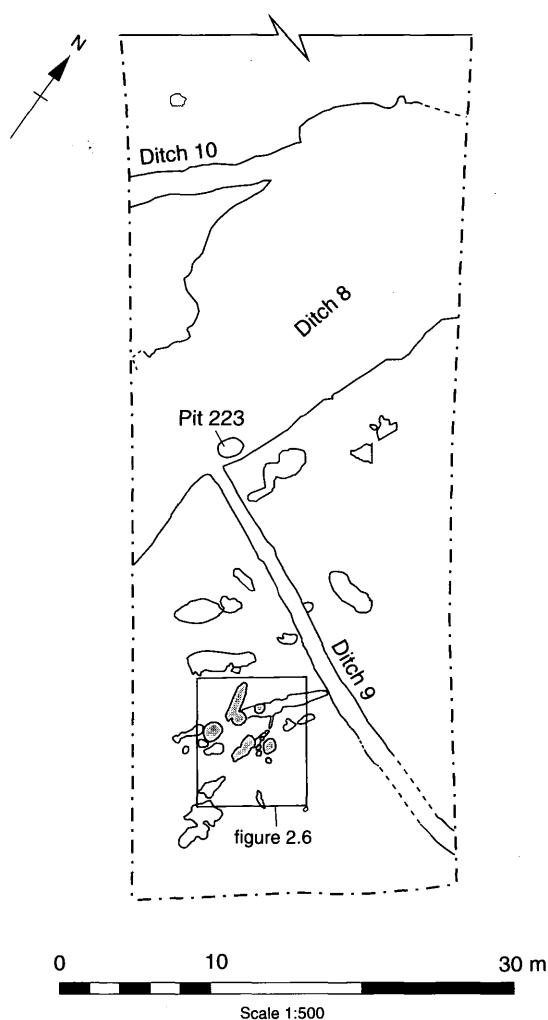 N
Ditch 10
Ditch 8
Pit 223
Ditch 9
figure 2.6
0 10 30 m
Scale 1:500